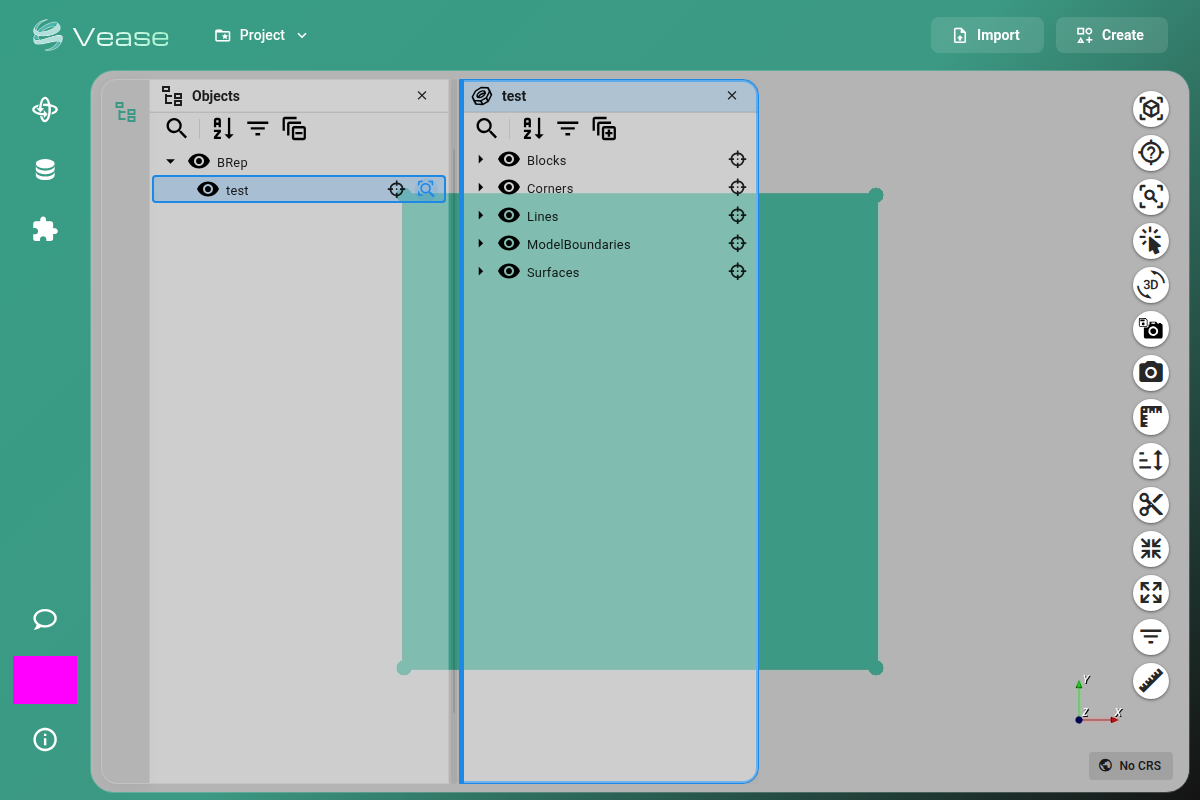 Vease
Project
Import
Create
Objects
test
BRep
test
Blocks
Corners
Lines
ModelBoundaries
Surfaces
3D
Y
Z
X
No CRS